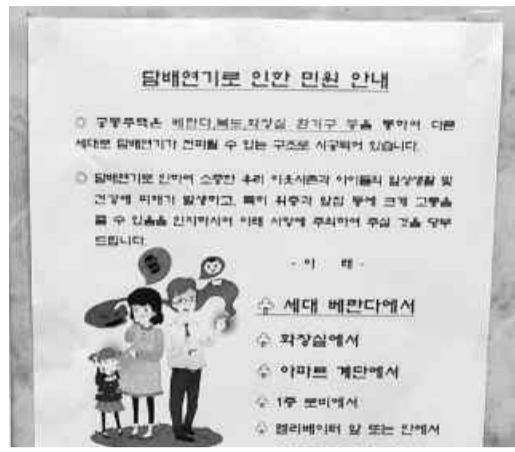 담배연기로 인한 민원 안내
○ 공동주택은 베란다,복도,화장실 환기구 등을 통하여 다른
세대로 담배연기가 전파될 수 있는 구조로 시공되어 있습니다.
○ 담배연기로 인하여 소중한 우리 이웃사촌과 아이들의 일상생활 및
건강에 피해가 발생하고, 특히 위층과 앞집 등에 크게 고통을
줄 수 있음을 인지하시어 아래 사항에 주의하여 주실 것을 당부
드립니다.
- 아 래 -
세대 베란다에서
화장실에서
아파트 계단에서
1층 로비에서
엘리베이터 앞 또는 안에서